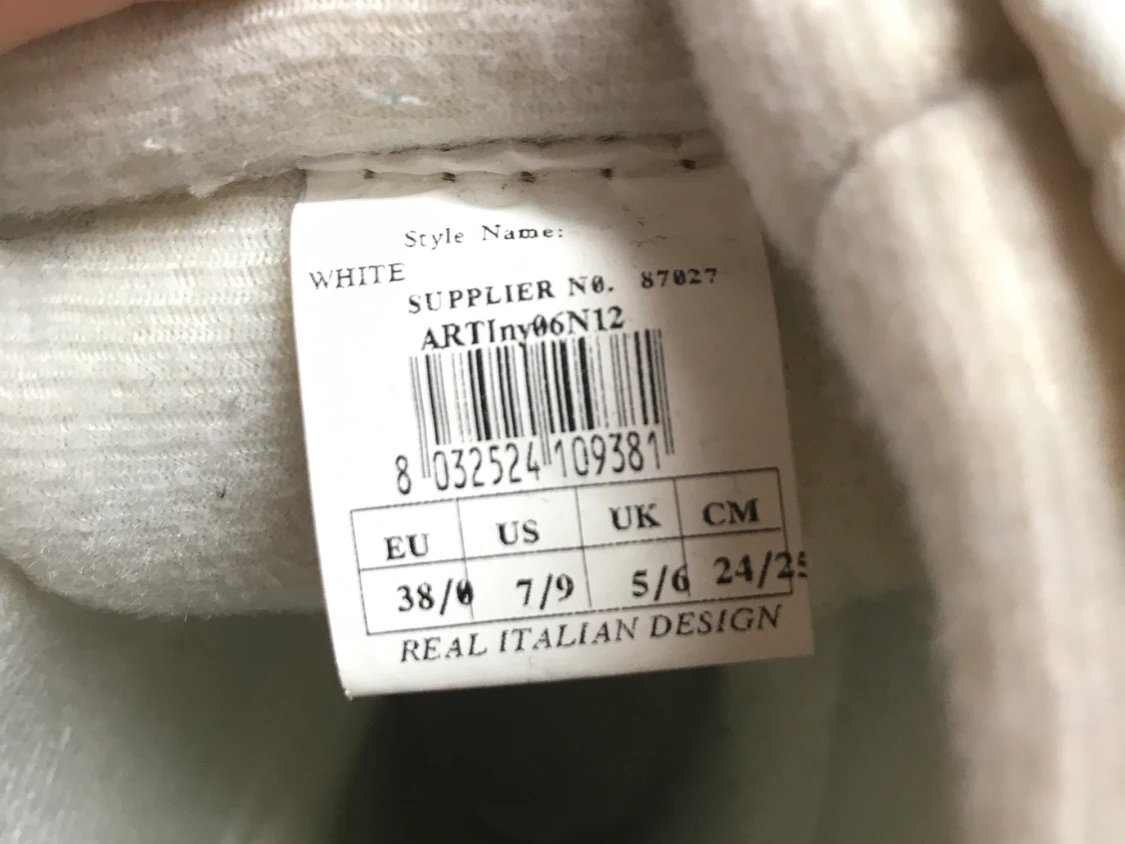 Style Name:
WHITE
SUPPLIER N0. 87027
ARTIny06N12
8 032524 109381
EU US UK CM
38/0 7/9 5/6 24/25
REAL ITALIAN DESIGN